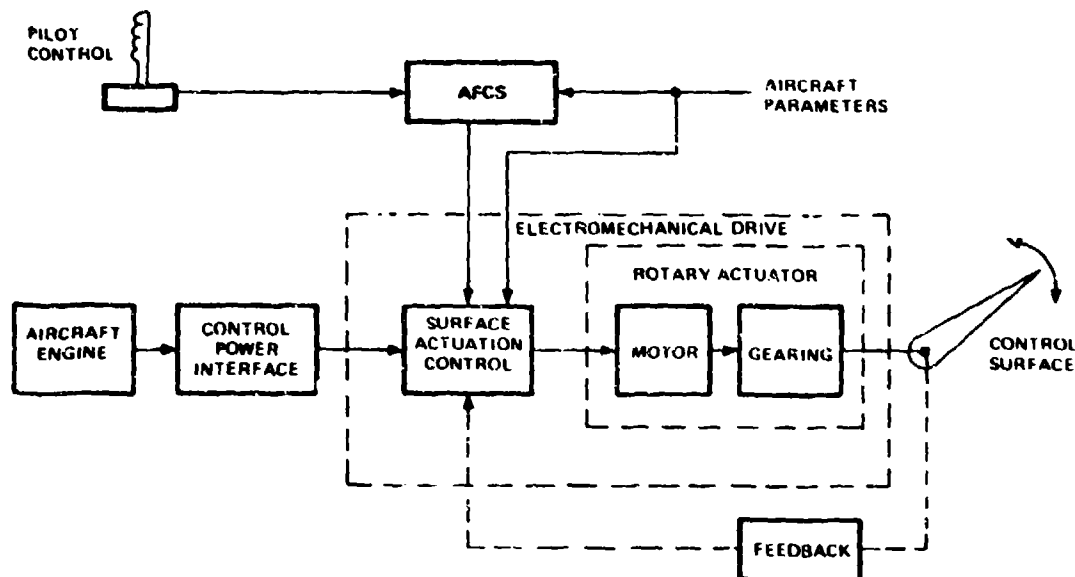 PILOT
CONTROL
AFCS
AIRCRAFT
PARAMETERS
ELECTROMECHANICAL DRIVE
ROTARY ACTUATOR
AIRCRAFT
ENGINE
CONTROL
POWER
INTERFACE
SURFACE
ACTUATION
CONTROL
MOTOR
GEARING
CONTROL
SURFACE
FEEDBACK